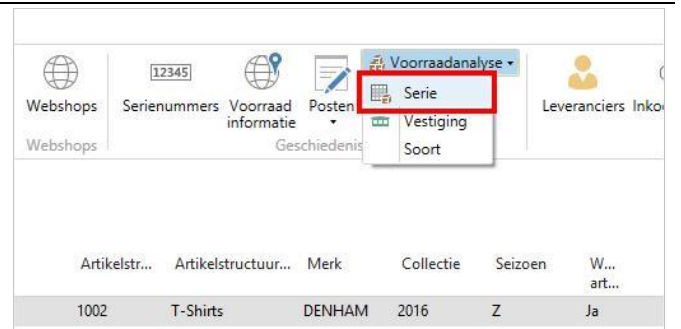 12345
Voorraadanalyse
Webshops Serienummers Voorraad informatie Posten
Serie
Leveranciers Inko
Vestiging
Webshops Geschiedenis
Soort
Artikelstr... Artikelstructuur... Merk Collectie Seizoen W... art...
1002 T-Shirts DENHAM 2016 Z Ja